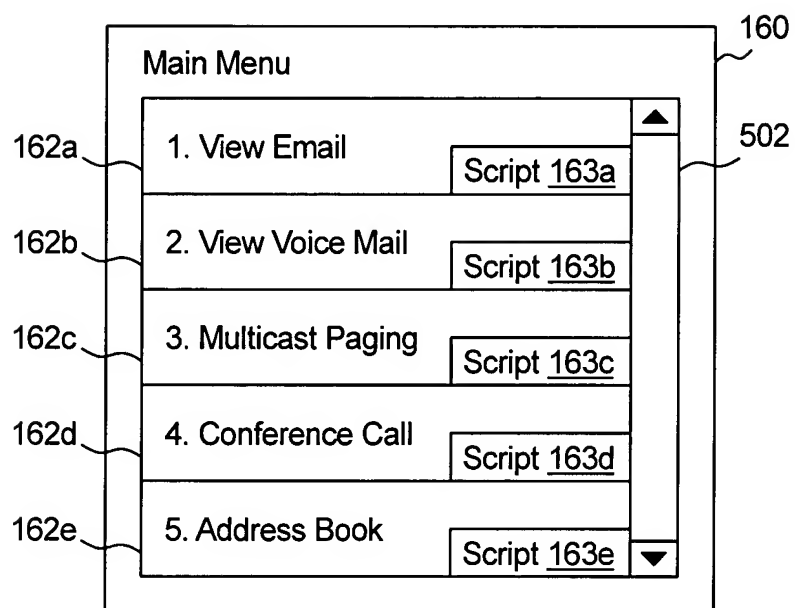 160
Main Menu
502
162a
1. View Email
Script 163a
162b
2. View Voice Mail
Script 163b
162c
3. Multicast Paging
Script 163c
162d
4. Conference Call
Script 163d
162e
5. Address Book
Script 163e